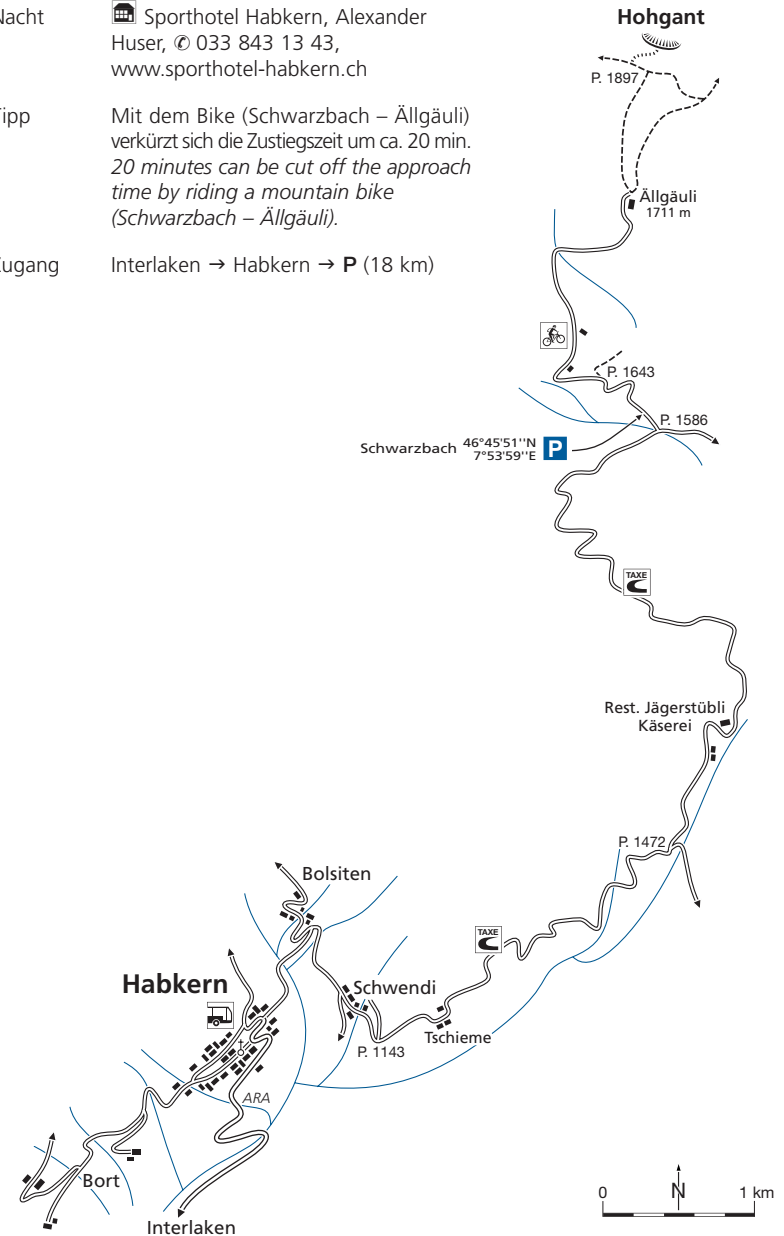 Sporthotel Habkern, Alexander
Huser, ✆ 033 843 13 43,
www.sporthotel-habkern.ch
Mit dem Bike (Schwarzbach – Ällgäuli)
verkürzt sich die Zustiegszeit um ca. 20 min.
20 minutes can be cut off the approach
time by riding a mountain bike
(Schwarzbach – Ällgäuli).
Interlaken → Habkern → P (18 km)
Nacht
Tipp
Zugang
Hohgant
P. 1897
Ällgäuli
1711 m
P. 1643
P. 1586
Schwarzbach 46°45'51''N
7°53'59''E
P
TAXE
Rest. Jägerstübli
Käserei
P. 1472
Bolsiten
TAXE
Habkern
Schwendi
Tschieme
P. 1143
ARA
Bort
Interlaken
0 N 1 km